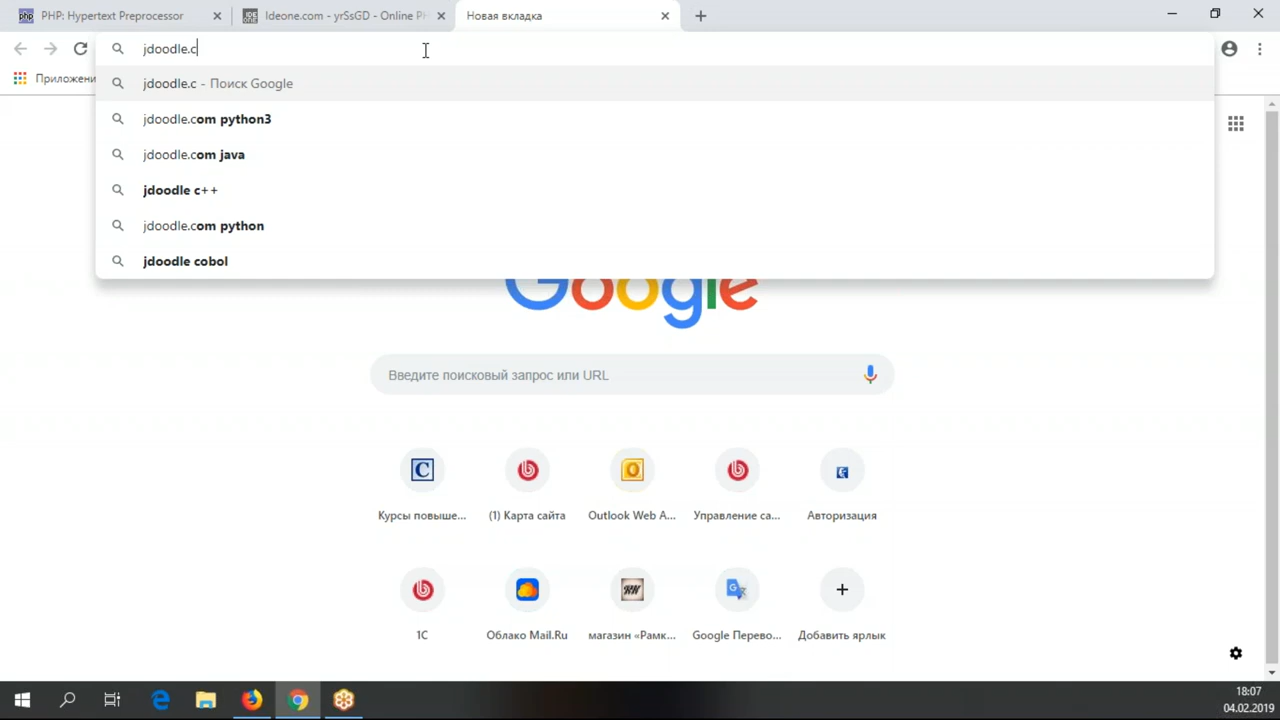 PHP: Hypertext Preprocessor
Ideone.com - yrSsGD - Online PH
Новая вкладка
jdoodle.c
Приложени
jdoodle.c - Поиск Google
jdoodle.com python3
jdoodle.com java
jdoodle c++
jdoodle.com python
jdoodle cobol
Google
Введите поисковый запрос или URL
Курсы повыше...
(1) Карта сайта
Outlook Web A...
Управление са...
Авторизация
1C
Облако Mail.Ru
магазин «Рамк...
Google Перево...
Добавить ярлык
18:07
04.02.2019